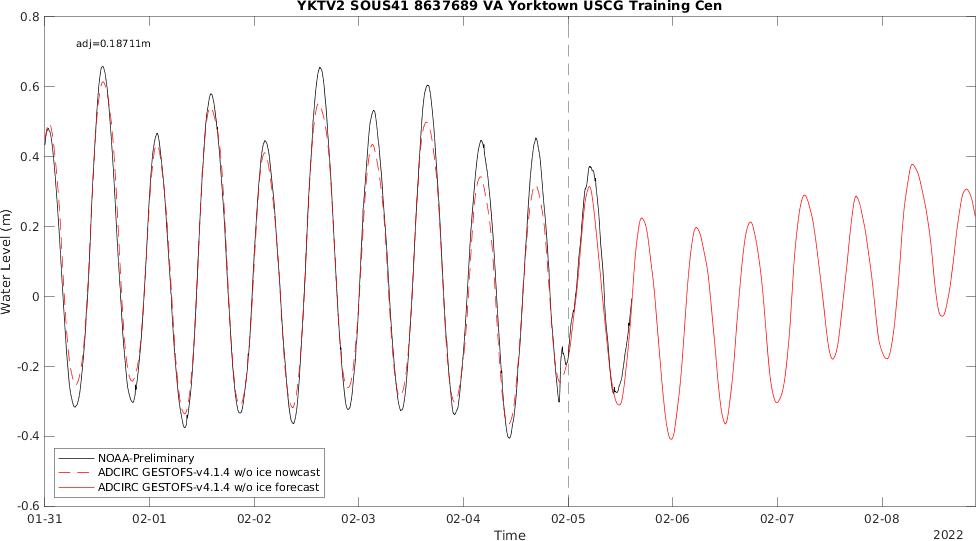 YKTV2 SOUS41 8637689 VA Yorktown USCG Training Cen
adj=0.18711m
0.8
0.6
0.4
0.2
0
-0.2
-0.4
-0.6
Water Level (m)
NOAA-Preliminary
ADCIRC GESTOFS-v4.1.4 w/o ice nowcast
ADCIRC GESTOFS-v4.1.4 w/o ice forecast
01-31 02-01 02-02 02-03 02-04 02-05 02-06 02-07 02-08
Time
2022